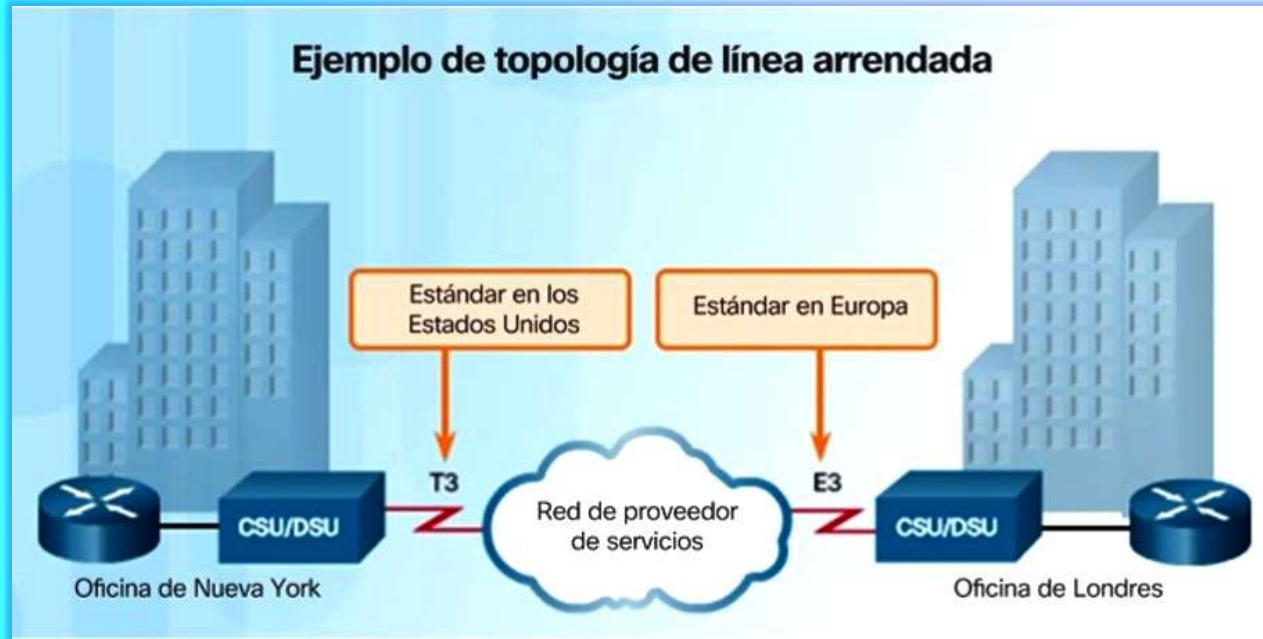 Ejemplo de topología de línea arrendada
Estándar en los
Estados Unidos
Estándar en Europa
T3
E3
Red de proveedor
de servicios
CSU/DSU
CSU/DSU
Oficina de Nueva York
Oficina de Londres